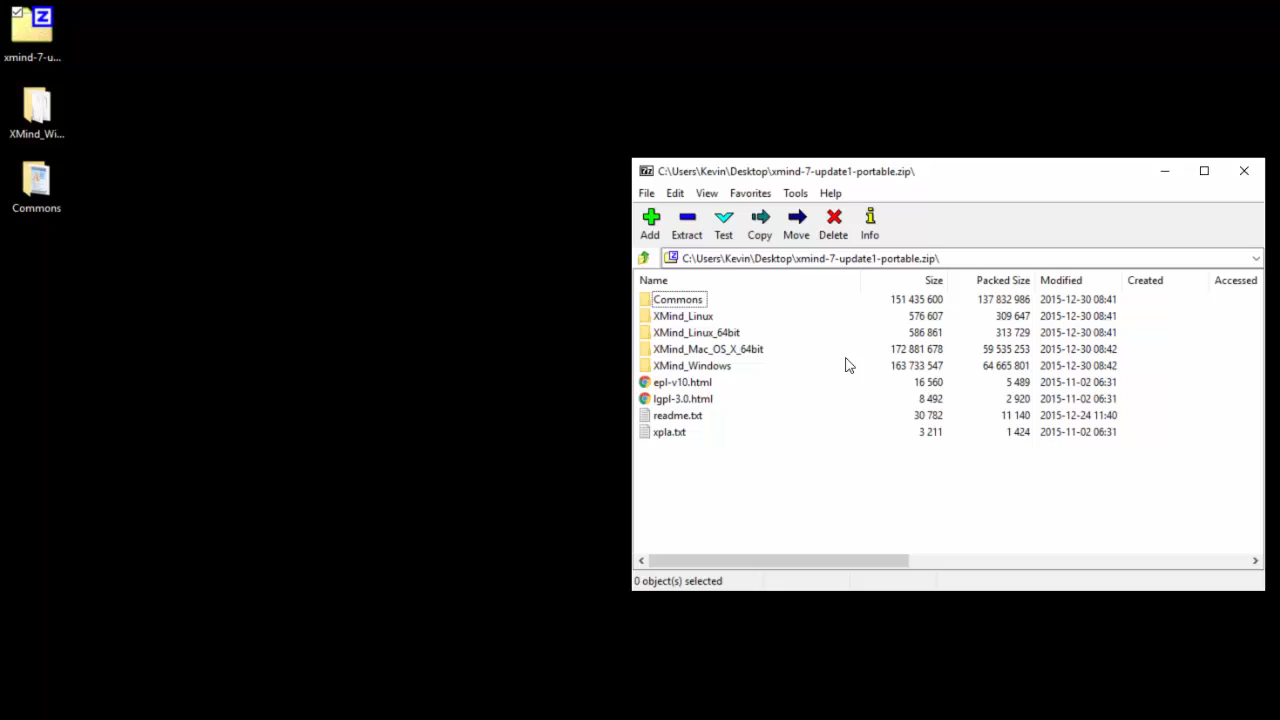 xmind-7-u...
XMind_Wi...
Commons
C:\Users\Kevin\Desktop\xmind-7-update1-portable.zip\
File Edit View Favorites Tools Help
Add Extract Test Copy Move Delete Info
C:\Users\Kevin\Desktop\xmind-7-update1-portable.zip\
Name Size Packed Size Modified Created Accessed
Commons 151 435 600 137 832 986 2015-12-30 08:41
XMind_Linux 576 607 309 647 2015-12-30 08:41
XMind_Linux_64bit 586 861 313 729 2015-12-30 08:41
XMind_Mac_OS_X_64bit 172 881 678 59 535 253 2015-12-30 08:42
XMind_Windows 163 733 547 64 665 801 2015-12-30 08:42
epl-v10.html 16 560 5 489 2015-11-02 06:31
lgpl-3.0.html 8 492 2 920 2015-11-02 06:31
readme.txt 30 782 11 140 2015-12-24 11:40
xpla.txt 3 211 1 424 2015-11-02 06:31
0 object(s) selected